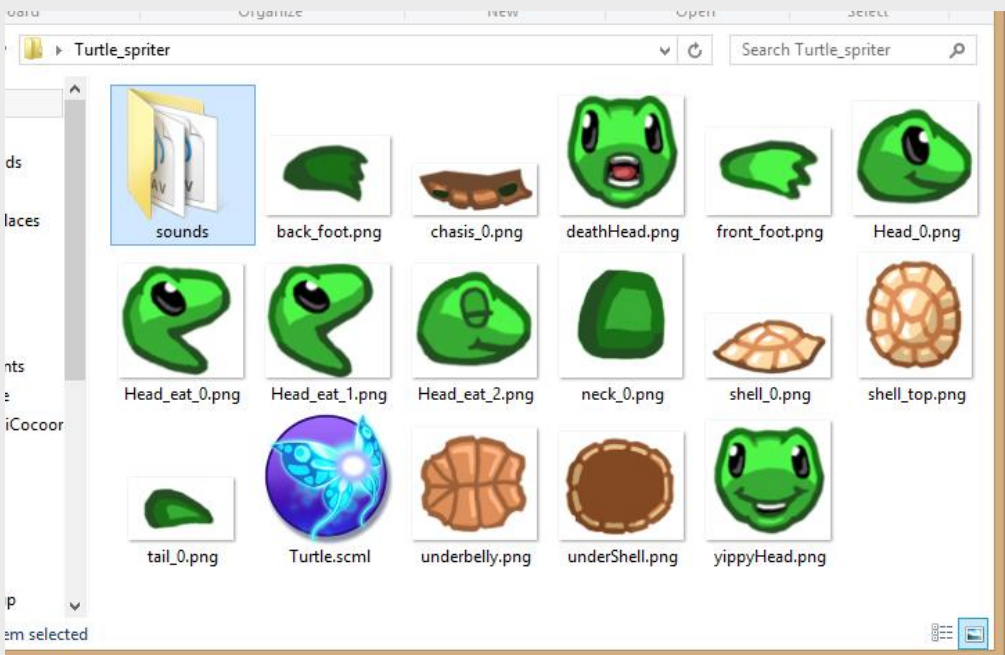 Organize New Open Select
Turtle_spriter Search Turtle_spriter
ds
laces
sounds back_foot.png chasis_0.png deathHead.png front_foot.png Head_0.png
nts
Head_eat_0.png Head_eat_1.png Head_eat_2.png neck_0.png shell_0.png shell_top.png
iCocoor
tail_0.png Turtle.scml underbelly.png underShell.png yippyHead.png
em selected